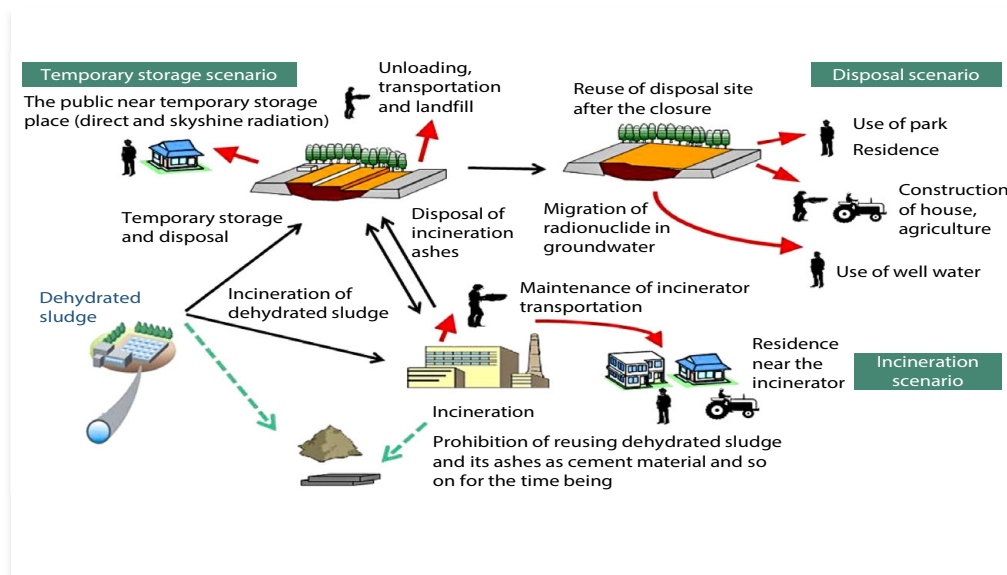 Temporary storage scenario
The public near temporary storage
place (direct and skyshine radiation)
Unloading,
transportation
and landfill
Reuse of disposal site
after the closure
Disposal scenario
Use of park
Residence
Construction
of house,
agriculture
Use of well water
Migration of
radionuclide in
groundwater
Temporary storage
and disposal
Disposal of
incineration
ashes
Dehydrated
sludge
Incineration of
dehydrated sludge
Maintenance of incinerator
transportation
Residence
near the
incinerator
Incineration
scenario
Incineration
Prohibition of reusing dehydrated sludge
and its ashes as cement material and so
on for the time being